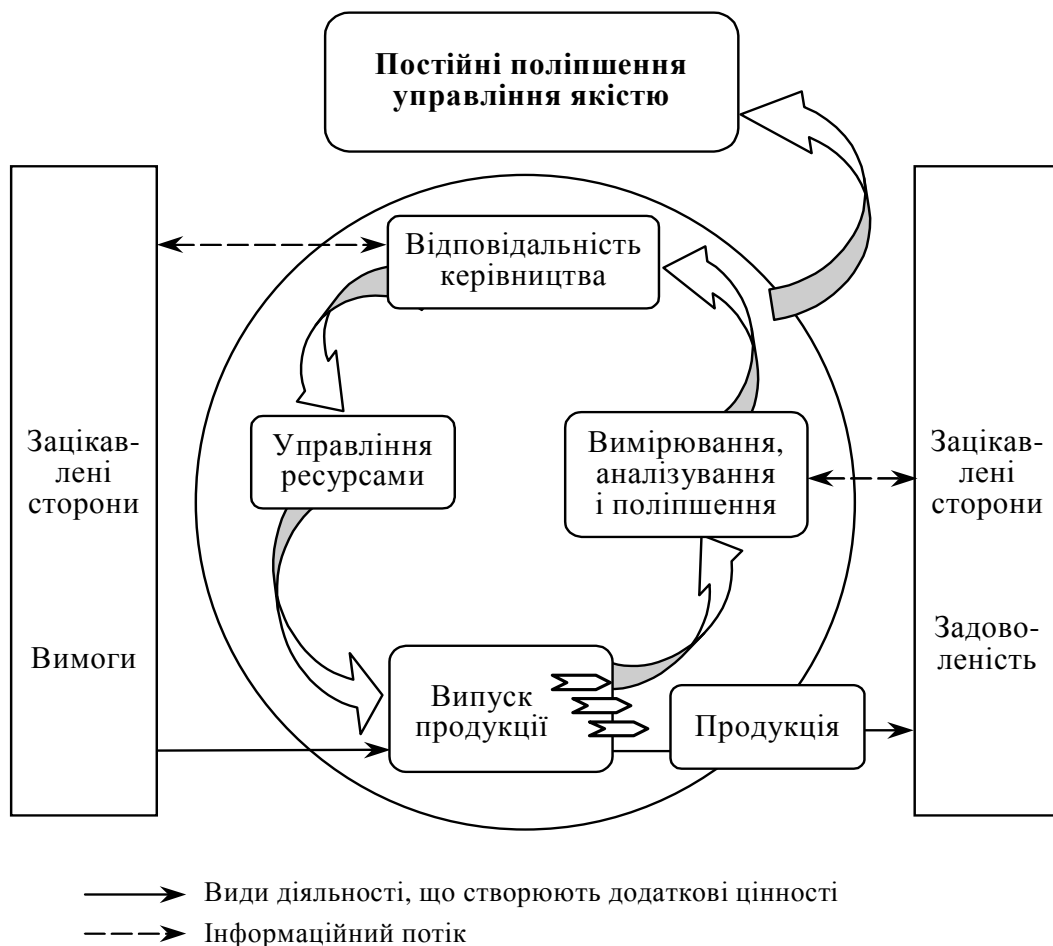 Постійні поліпшення
управління якістю
Відповідальність
керівництва
Зацікав-
лені
сторони
Вимоги
Управління
ресурсами
Вимірювання,
аналізування
і поліпшення
Зацікав-
лені
сторони
Задово-
леність
Випуск
продукції
Продукція
Види діяльності, що створюють додаткові цінності
Інформаційний потік